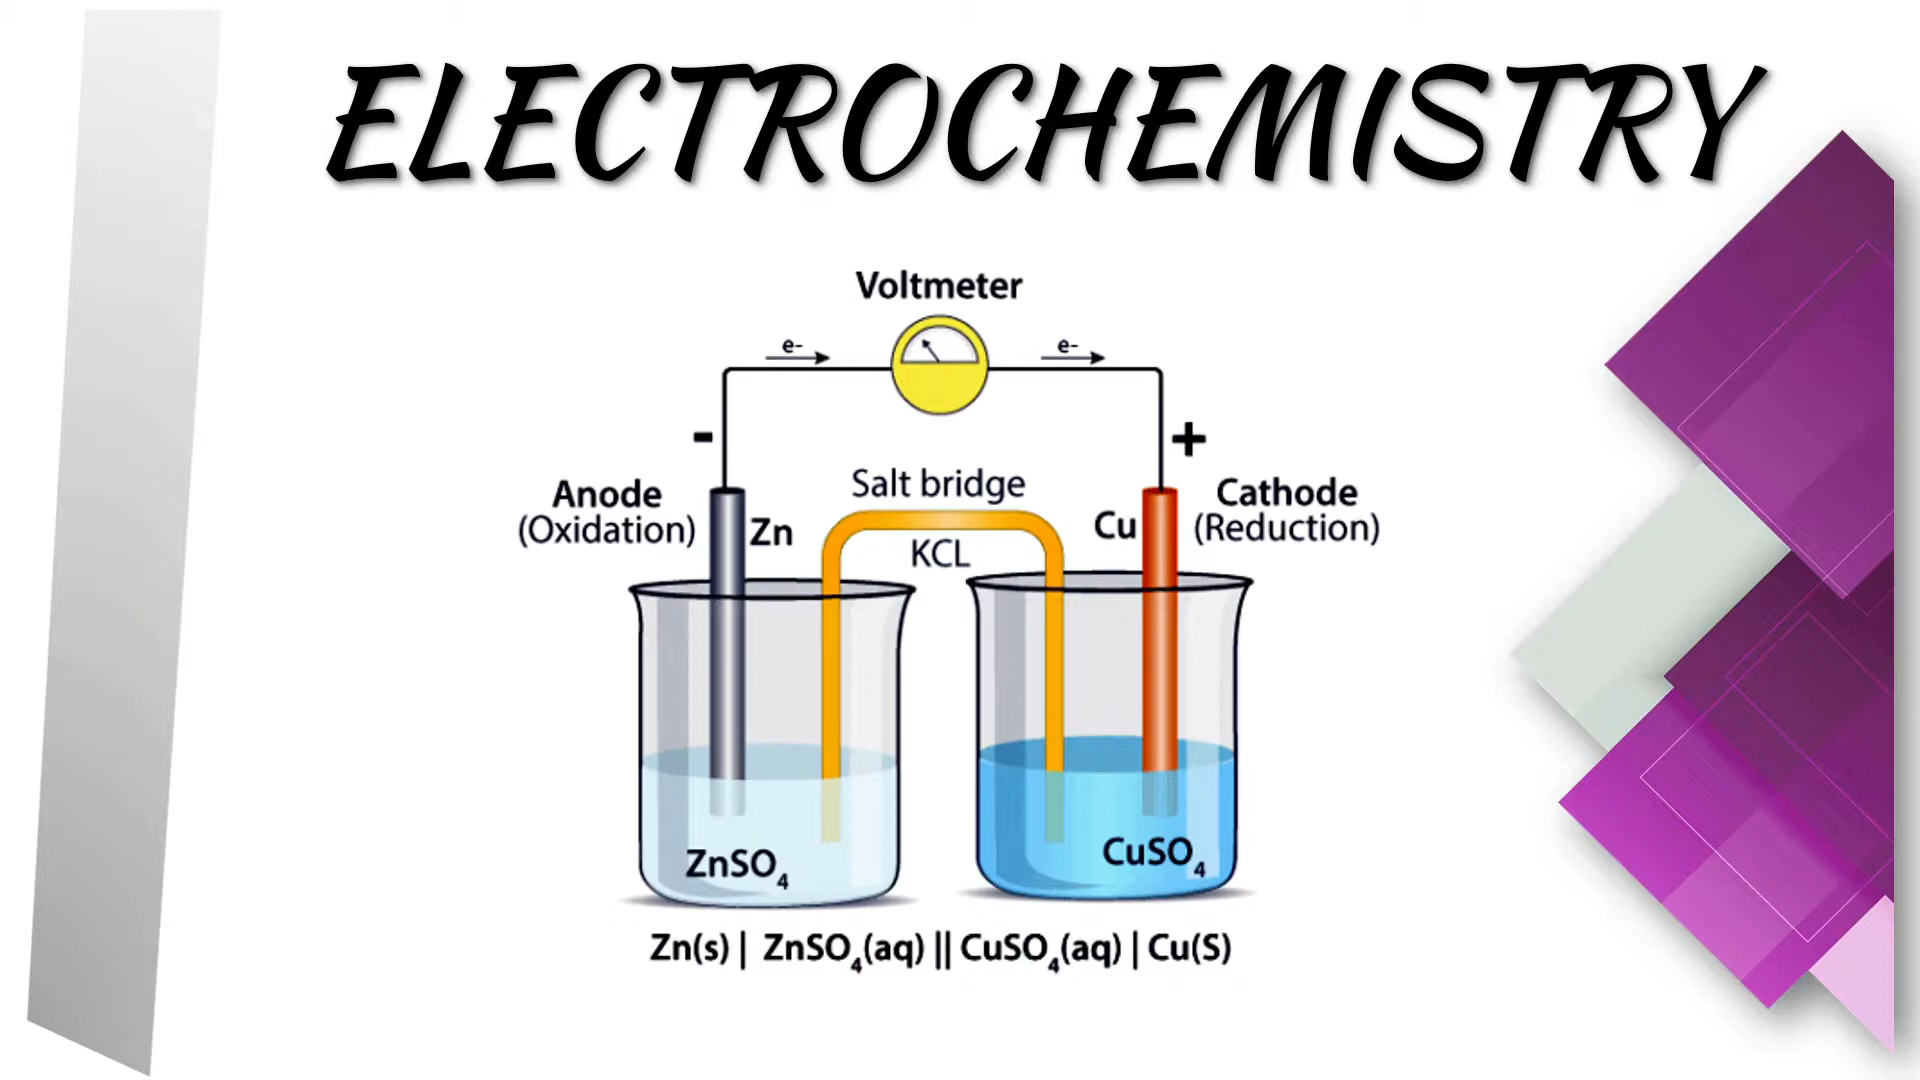 ELECTROCHEMISTRY
Voltmeter
e- e-
- +
Salt bridge
Anode
(Oxidation)
Zn
KCL
Cu
Cathode
(Reduction)
ZnSO₄
CuSO₄
Zn(s) | ZnSO₄(aq) || CuSO₄(aq) | Cu(S)